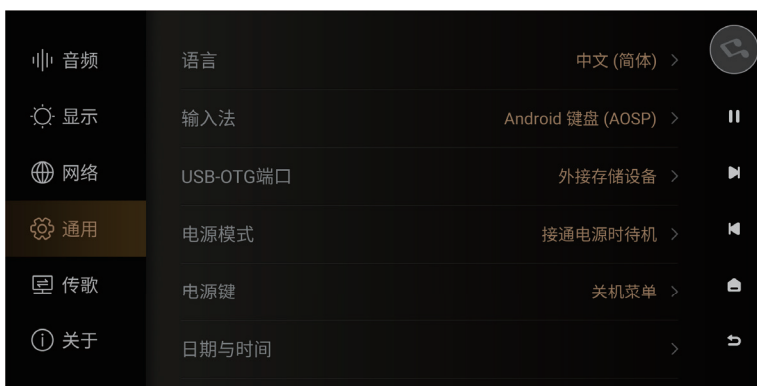 音频
显示
网络
通用
传歌
关于
语言 中文 (简体)
输入法 Android 键盘 (AOSP)
USB-OTG端口 外接存储设备
电源模式 接通电源时待机
电源键 关机菜单
日期与时间